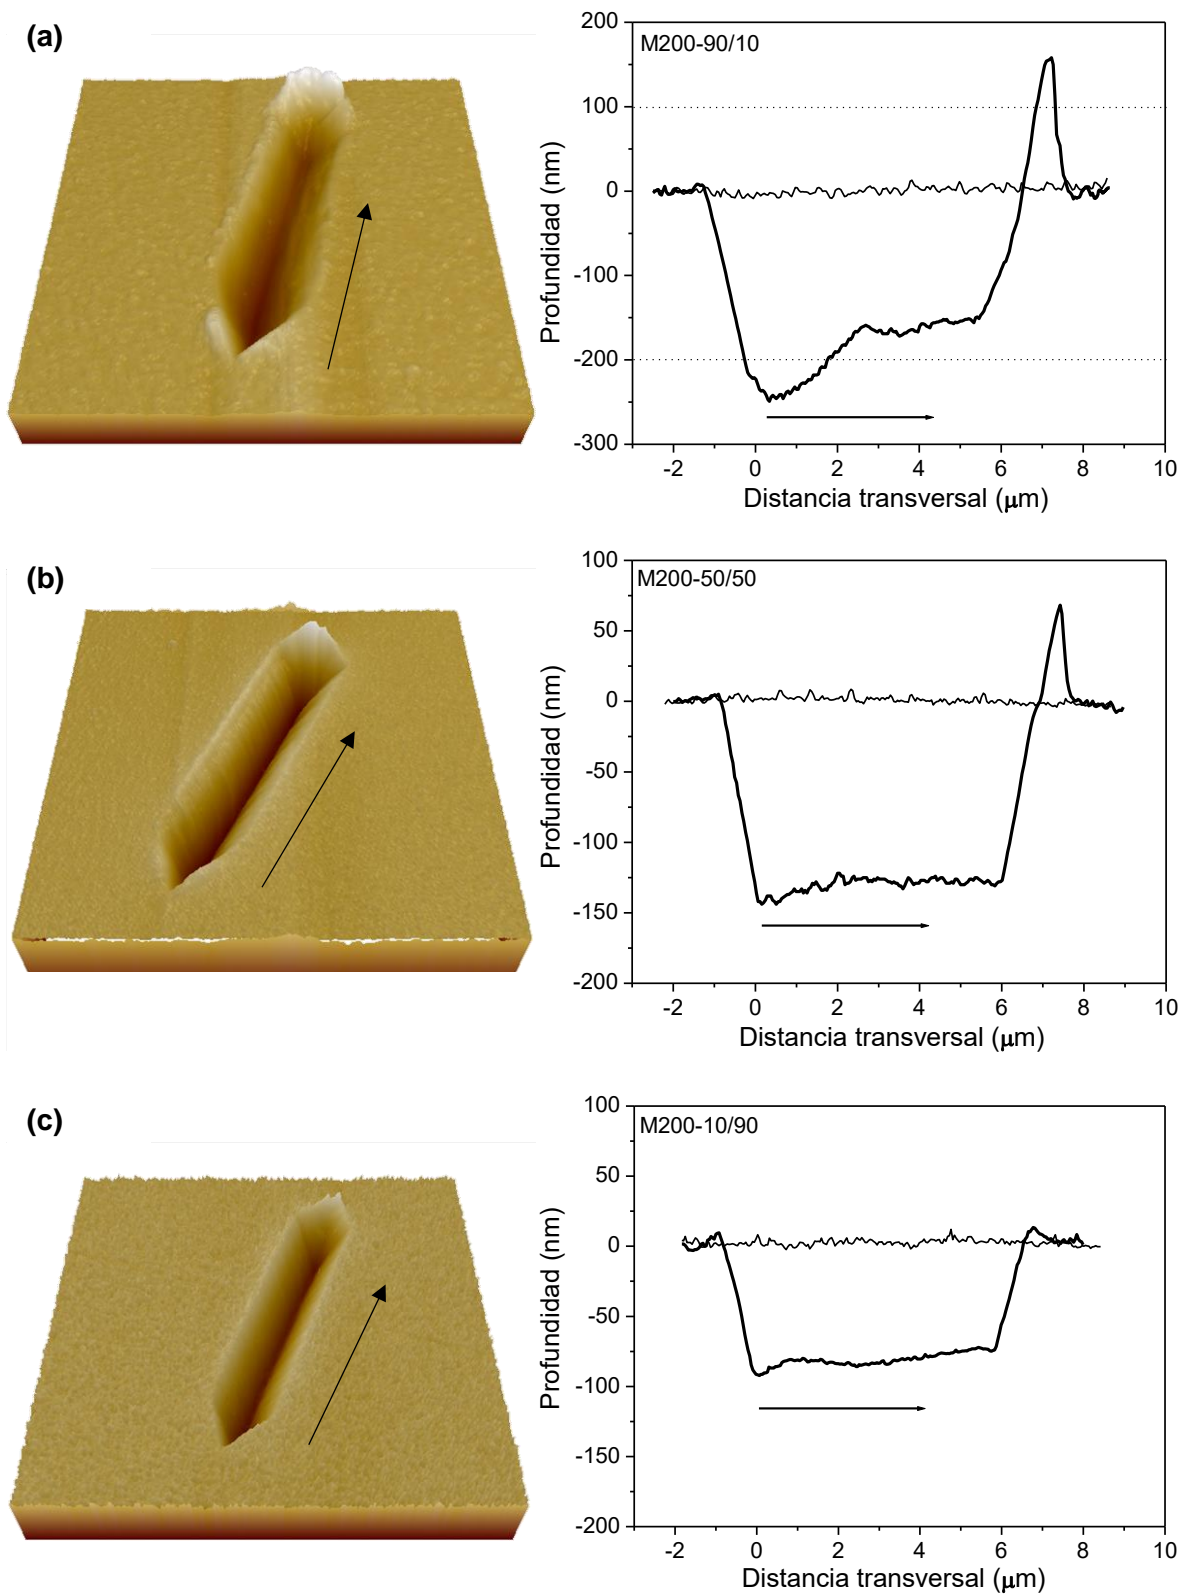 (a)
M200-90/10
Profundidad (nm)
200
100
0
-100
-200
-300
-2 0 2 4 6 8 10
Distancia transversal (μm)
(b)
M200-50/50
Profundidad (nm)
100
50
0
-50
-100
-150
-200
-2 0 2 4 6 8 10
Distancia transversal (μm)
(c)
M200-10/90
Profundidad (nm)
100
50
0
-50
-100
-150
-200
-2 0 2 4 6 8 10
Distancia transversal (μm)